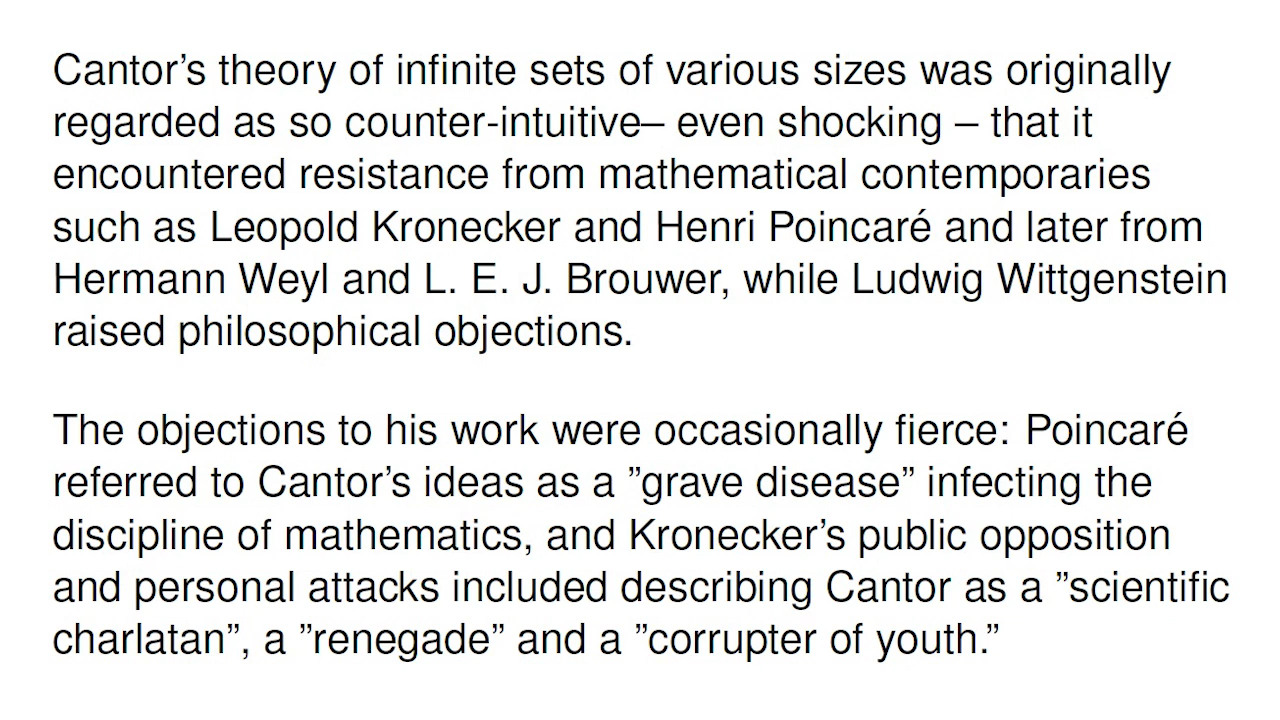 Cantor’s theory of infinite sets of various sizes was originally
regarded as so counter-intuitive– even shocking – that it
encountered resistance from mathematical contemporaries
such as Leopold Kronecker and Henri Poincaré and later from
Hermann Weyl and L. E. J. Brouwer, while Ludwig Wittgenstein
raised philosophical objections.
The objections to his work were occasionally fierce: Poincaré
referred to Cantor’s ideas as a ”grave disease” infecting the
discipline of mathematics, and Kronecker’s public opposition
and personal attacks included describing Cantor as a ”scientific
charlatan”, a ”renegade” and a ”corrupter of youth.”